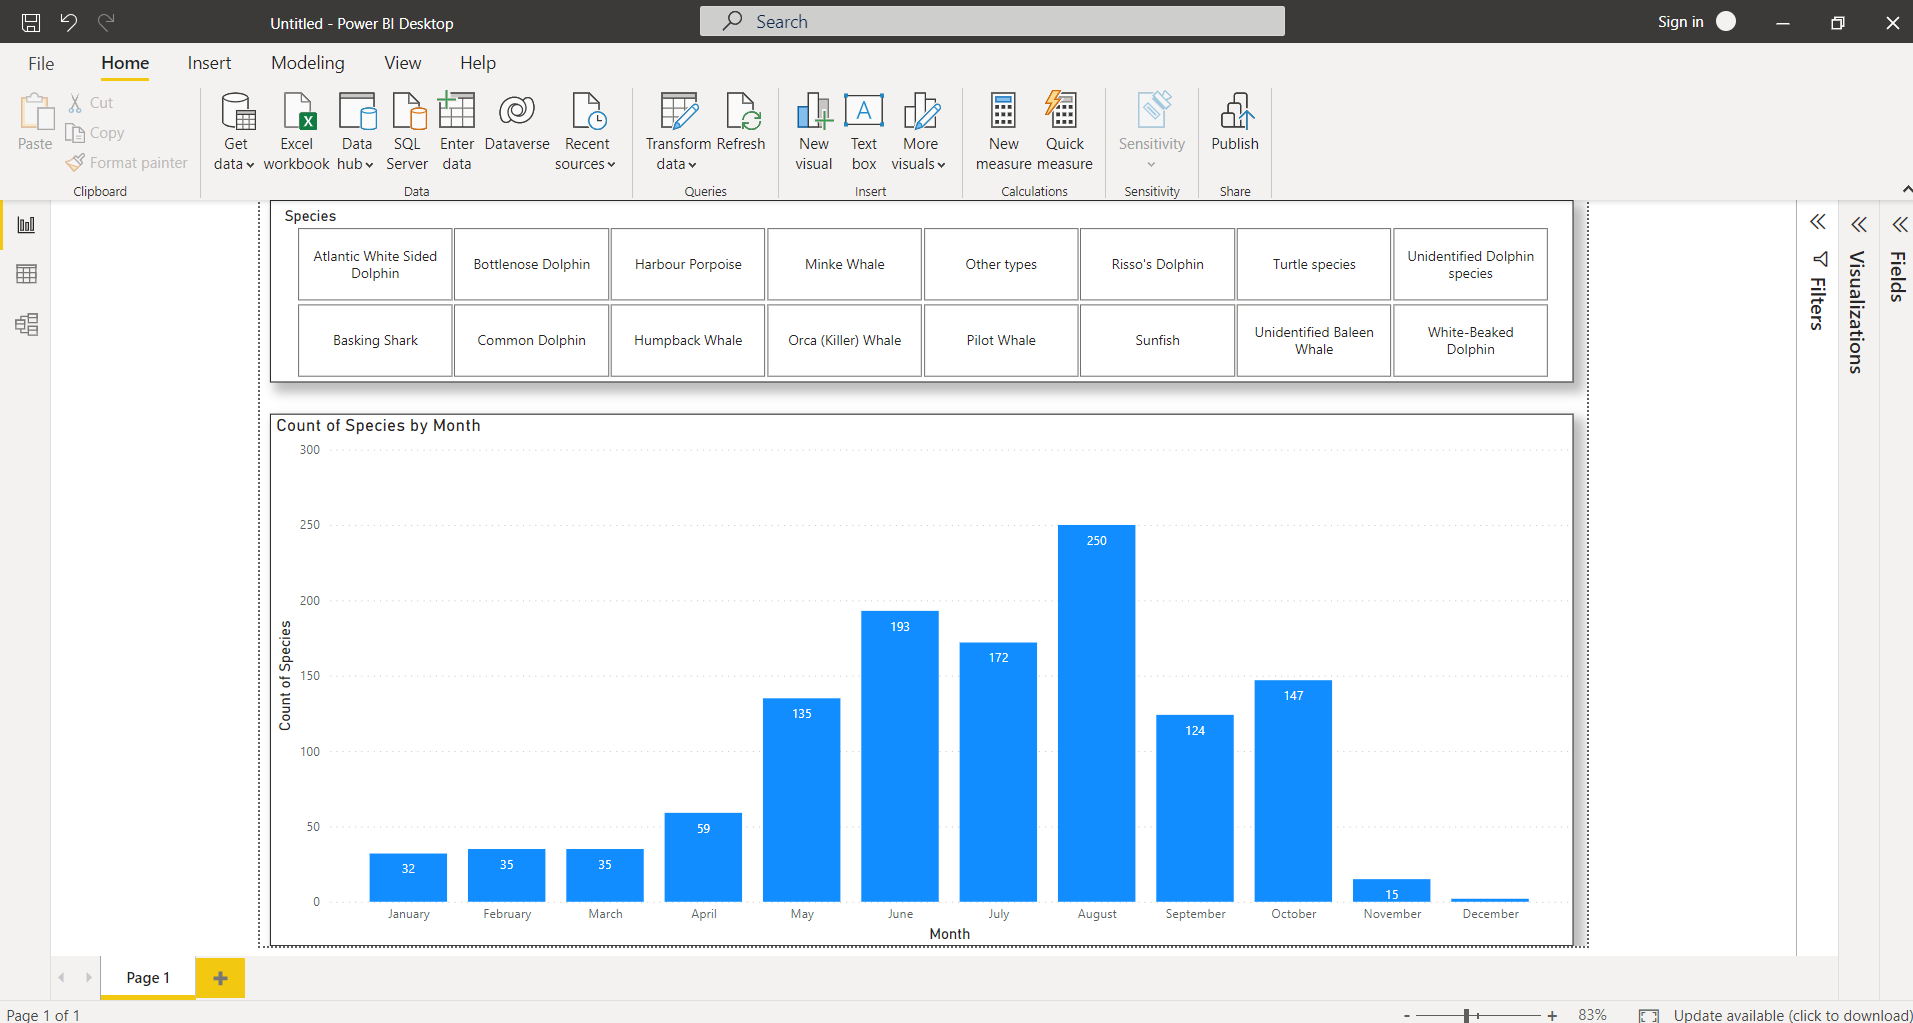 Untitled - Power BI Desktop
Search
Sign in
File Home Insert Modeling View Help
Paste
Cut
Copy
Format painter
Clipboard
Get data
Excel workbook
Data hub
SQL Server
Enter data
Dataverse
Recent sources
Data
Transform data
Refresh
Queries
New visual
Text box
More visuals
Insert
New measure
Quick measure
Calculations
Sensitivity
Sensitivity
Publish
Share
Species
Atlantic White Sided Dolphin
Bottlenose Dolphin
Harbour Porpoise
Minke Whale
Other types
Risso's Dolphin
Turtle species
Unidentified Dolphin species
Basking Shark
Common Dolphin
Humpback Whale
Orca (Killer) Whale
Pilot Whale
Sunfish
Unidentified Baleen Whale
White-Beaked Dolphin
Filters
Visualizations
Fields
Count of Species by Month
Count of Species
300
250
200
150
100
50
0
32
35
35
59
135
193
172
250
124
147
15
January February March April May June July August September October November December
Month
Page 1
+
Page 1 of 1
- + 83%
Update available (click to download)